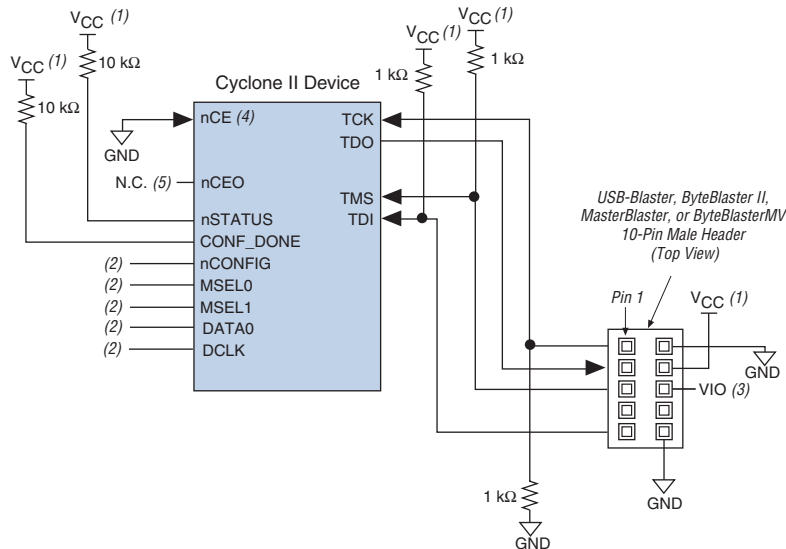 VCC (1)
VCC (1)
10 kΩ
10 kΩ
VCC (1)
VCC (1)
1 kΩ
1 kΩ
Cyclone II Device
nCE (4)
TCK
GND
TDO
N.C. (5)
nCEO
TMS
TDI
nSTATUS
CONF_DONE
(2)
nCONFIG
(2)
MSEL0
(2)
MSEL1
(2)
DATA0
(2)
DCLK
USB-Blaster, ByteBlaster II,
MasterBlaster, or ByteBlasterMV
10-Pin Male Header
(Top View)
Pin 1
VCC (1)
GND
VIO (3)
GND
1 kΩ
GND